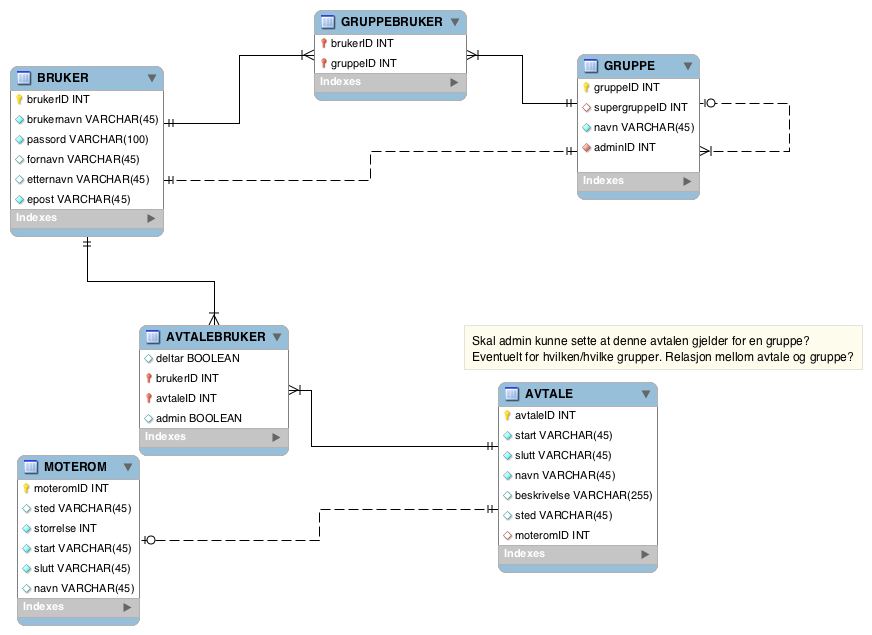 GRUPPEBRUKER
brukerID INT
gruppeID INT
Indexes
BRUKER
brukerID INT
brukernavn VARCHAR(45)
passord VARCHAR(100)
fornavn VARCHAR(45)
etternavn VARCHAR(45)
epost VARCHAR(45)
Indexes
GRUPPE
gruppeID INT
supergruppeID INT
navn VARCHAR(45)
adminID INT
Indexes
AVTALEBRUKER
deltar BOOLEAN
brukerID INT
avtaleID INT
admin BOOLEAN
Indexes
Skal admin kunne sette at denne avtalen gjelder for en gruppe?
Eventuelt for hvilken/hvilke grupper. Relasjon mellom avtale og gruppe?
AVTALE
avtaleID INT
start VARCHAR(45)
slutt VARCHAR(45)
navn VARCHAR(45)
beskrivelse VARCHAR(255)
sted VARCHAR(45)
moteromID INT
Indexes
MOTEROM
moteromID INT
sted VARCHAR(45)
storrelse INT
start VARCHAR(45)
slutt VARCHAR(45)
navn VARCHAR(45)
Indexes